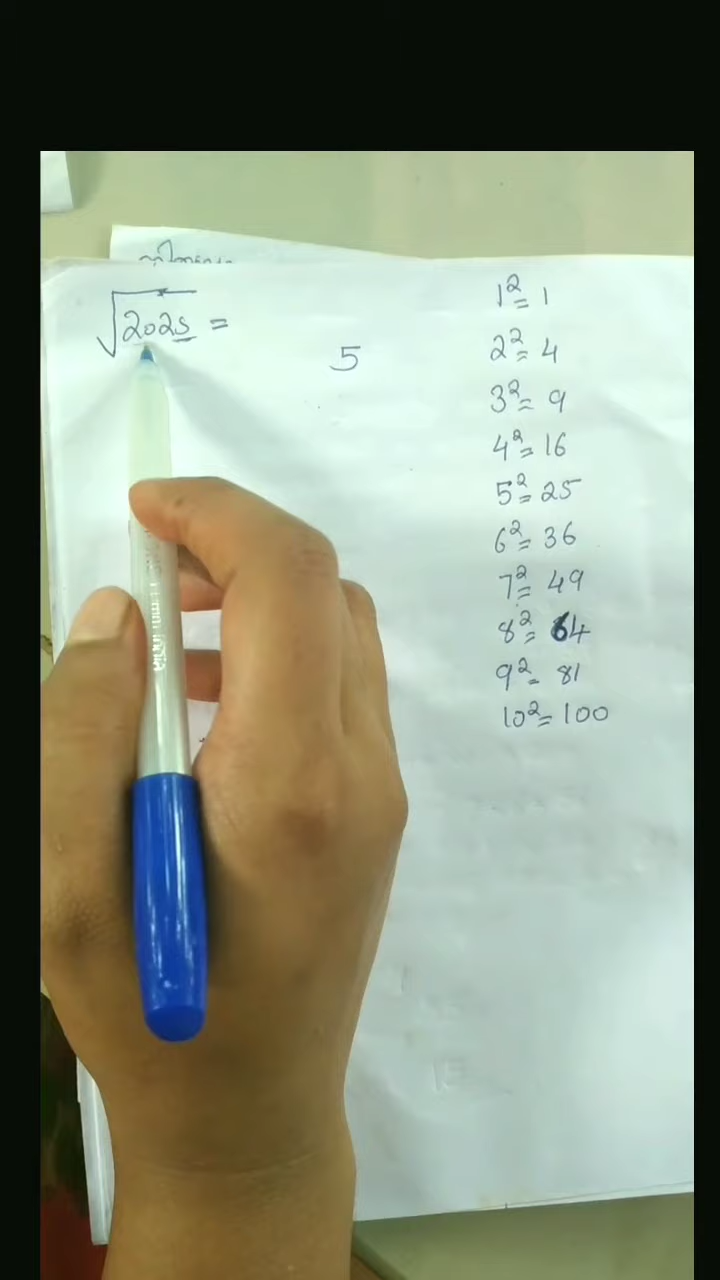 √2025 =
5
1² = 1
2² = 4
3² = 9
4² = 16
5² = 25
6² = 36
7² = 49
8² = 64
9² = 81
10² = 100